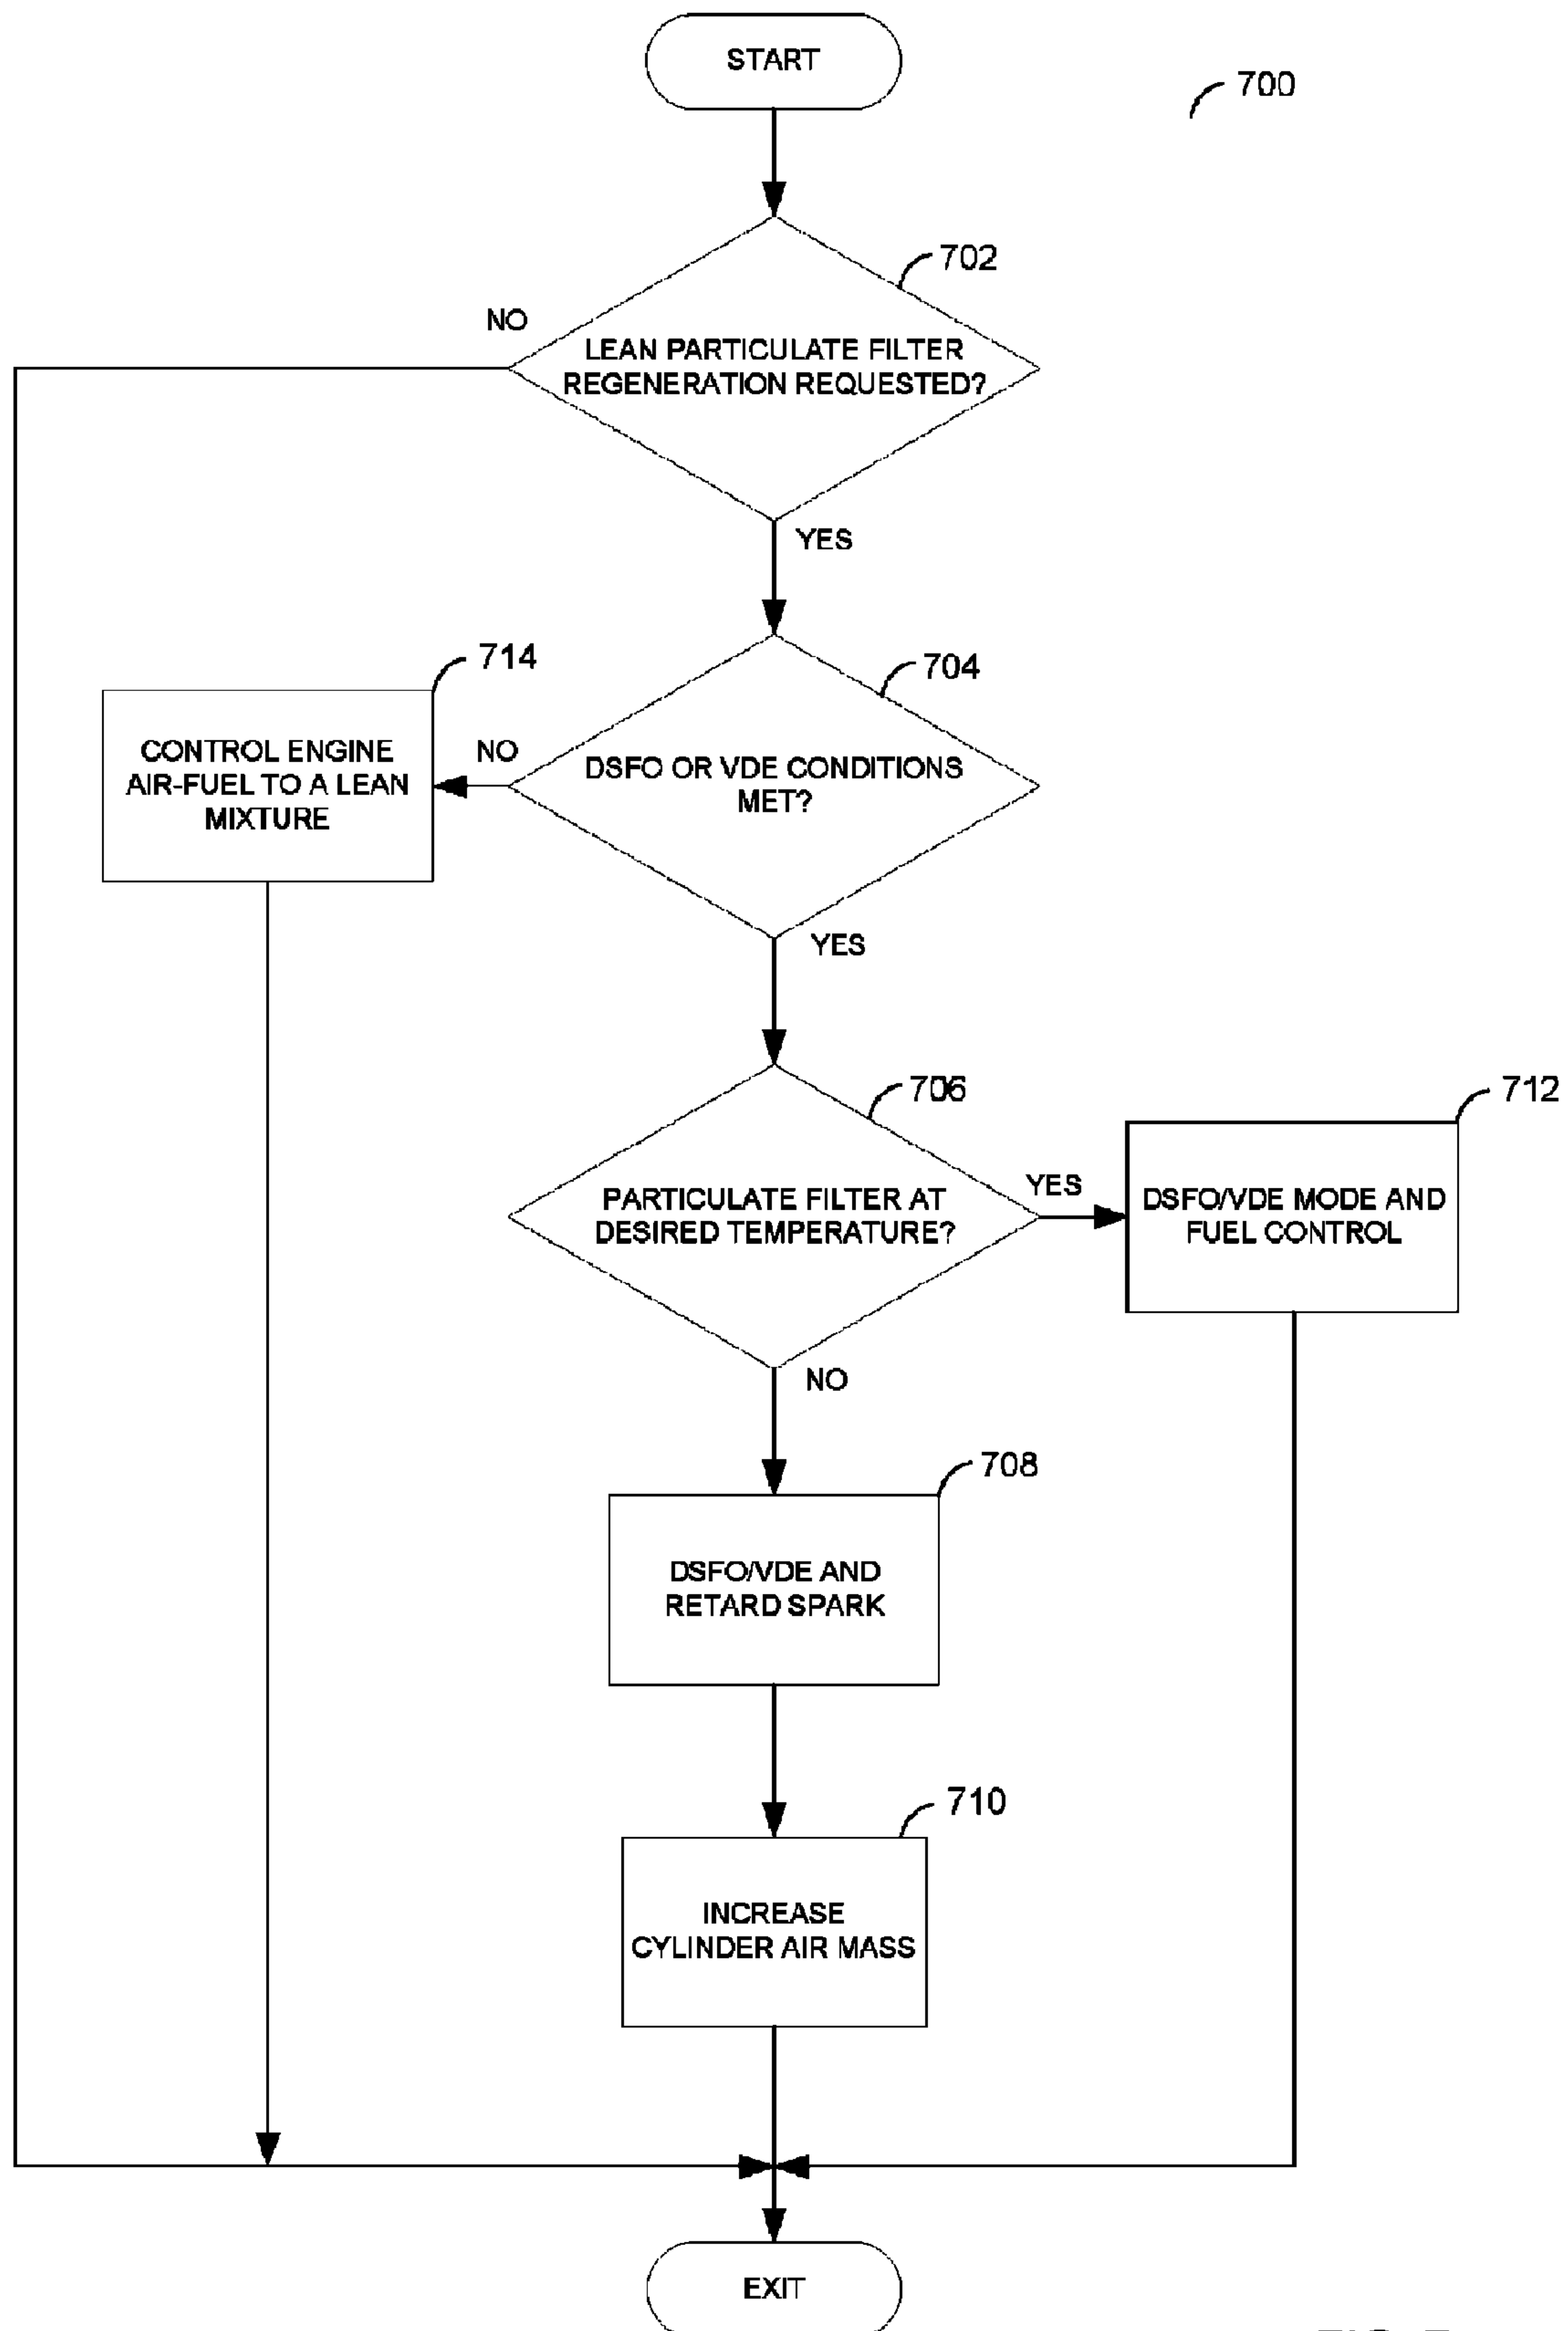 START
700
702
NO
LEAN PARTICULATE FILTER
REGENERATION REQUESTED?
YES
714
704
CONTROL ENGINE
AIR-FUEL TO A LEAN
MIXTURE
NO
DSFO OR VDE CONDITIONS
MET?
YES
706
712
PARTICULATE FILTER AT
DESIRED TEMPERATURE?
YES
DSFO/VDE MODE AND
FUEL CONTROL
NO
708
DSFO/VDE AND
RETARD SPARK
710
INCREASE
CYLINDER AIR MASS
EXIT